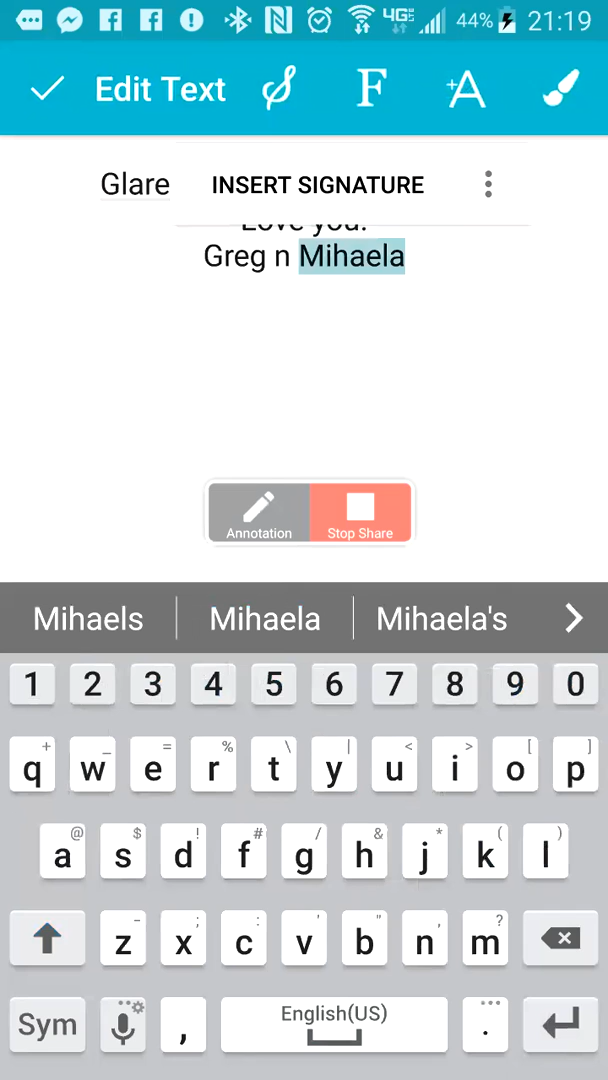 44% 21:19
Edit Text
Glare
INSERT SIGNATURE
Love you!
Greg n Mihaela
Annotation
Stop Share
Mihaels Mihaela Mihaela's
1 2 3 4 5 6 7 8 9 0
+ _ = % \ | < > [ ]
q w e r t y u i o p
@ $ ! # / & * ( )
a s d f g h j k l
- ; : ' " , ?
z x c v b n m
English(US)
Sym , .